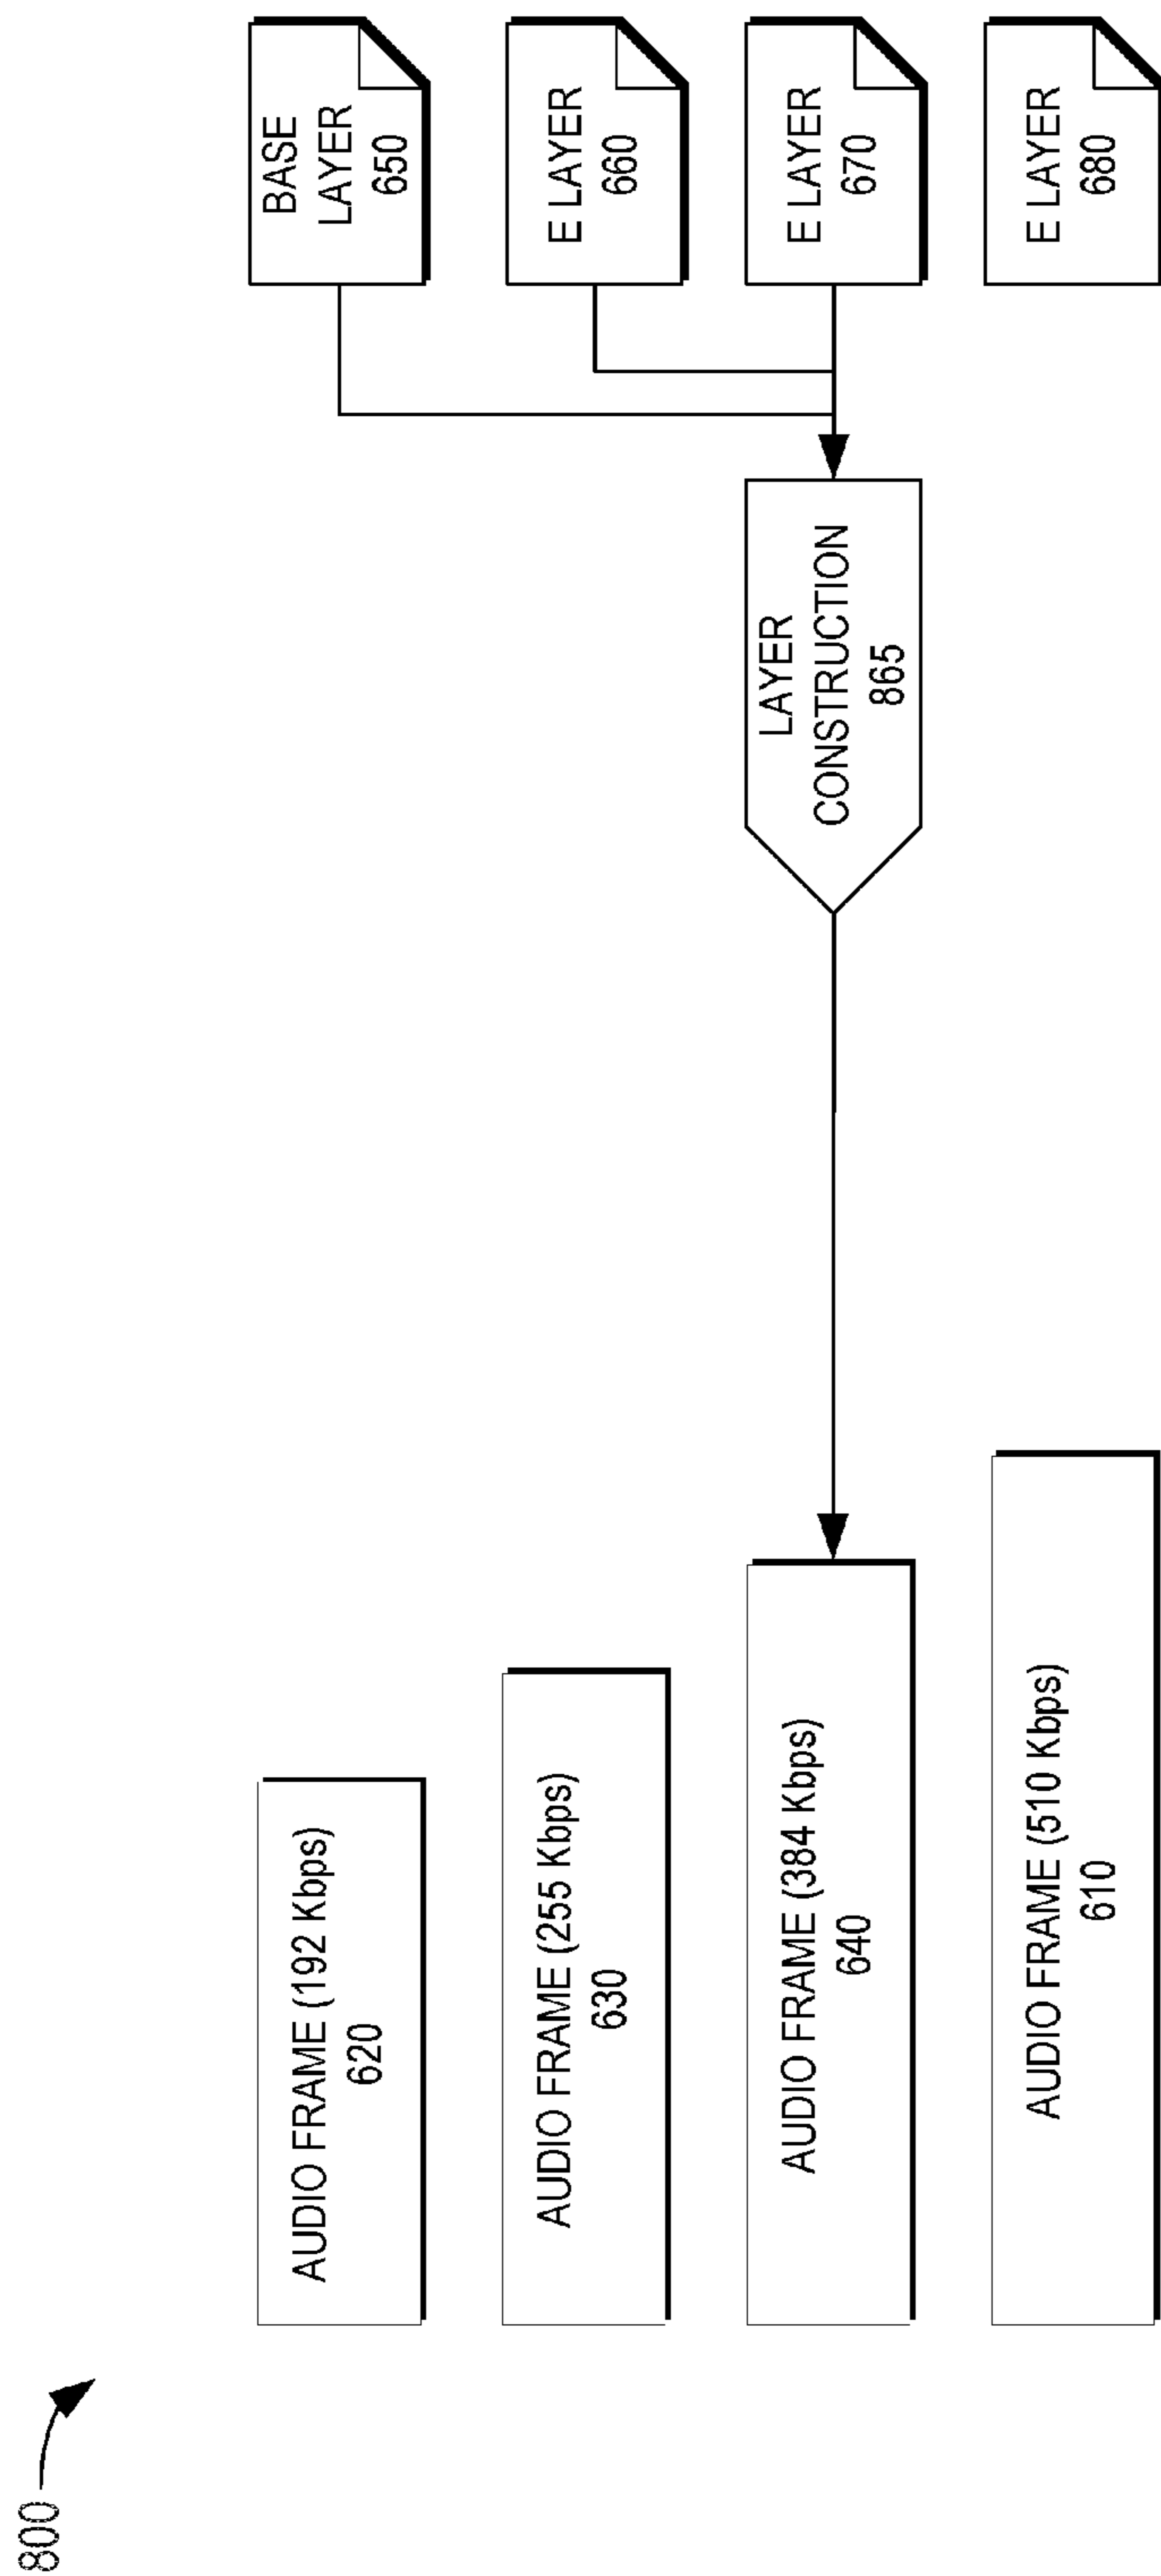 800
AUDIO FRAME (192 Kbps)
620
BASE
LAYER
650
AUDIO FRAME (255 Kbps)
630
E LAYER
660
AUDIO FRAME (384 Kbps)
640
LAYER
CONSTRUCTION
865
E LAYER
670
AUDIO FRAME (510 Kbps)
610
E LAYER
680